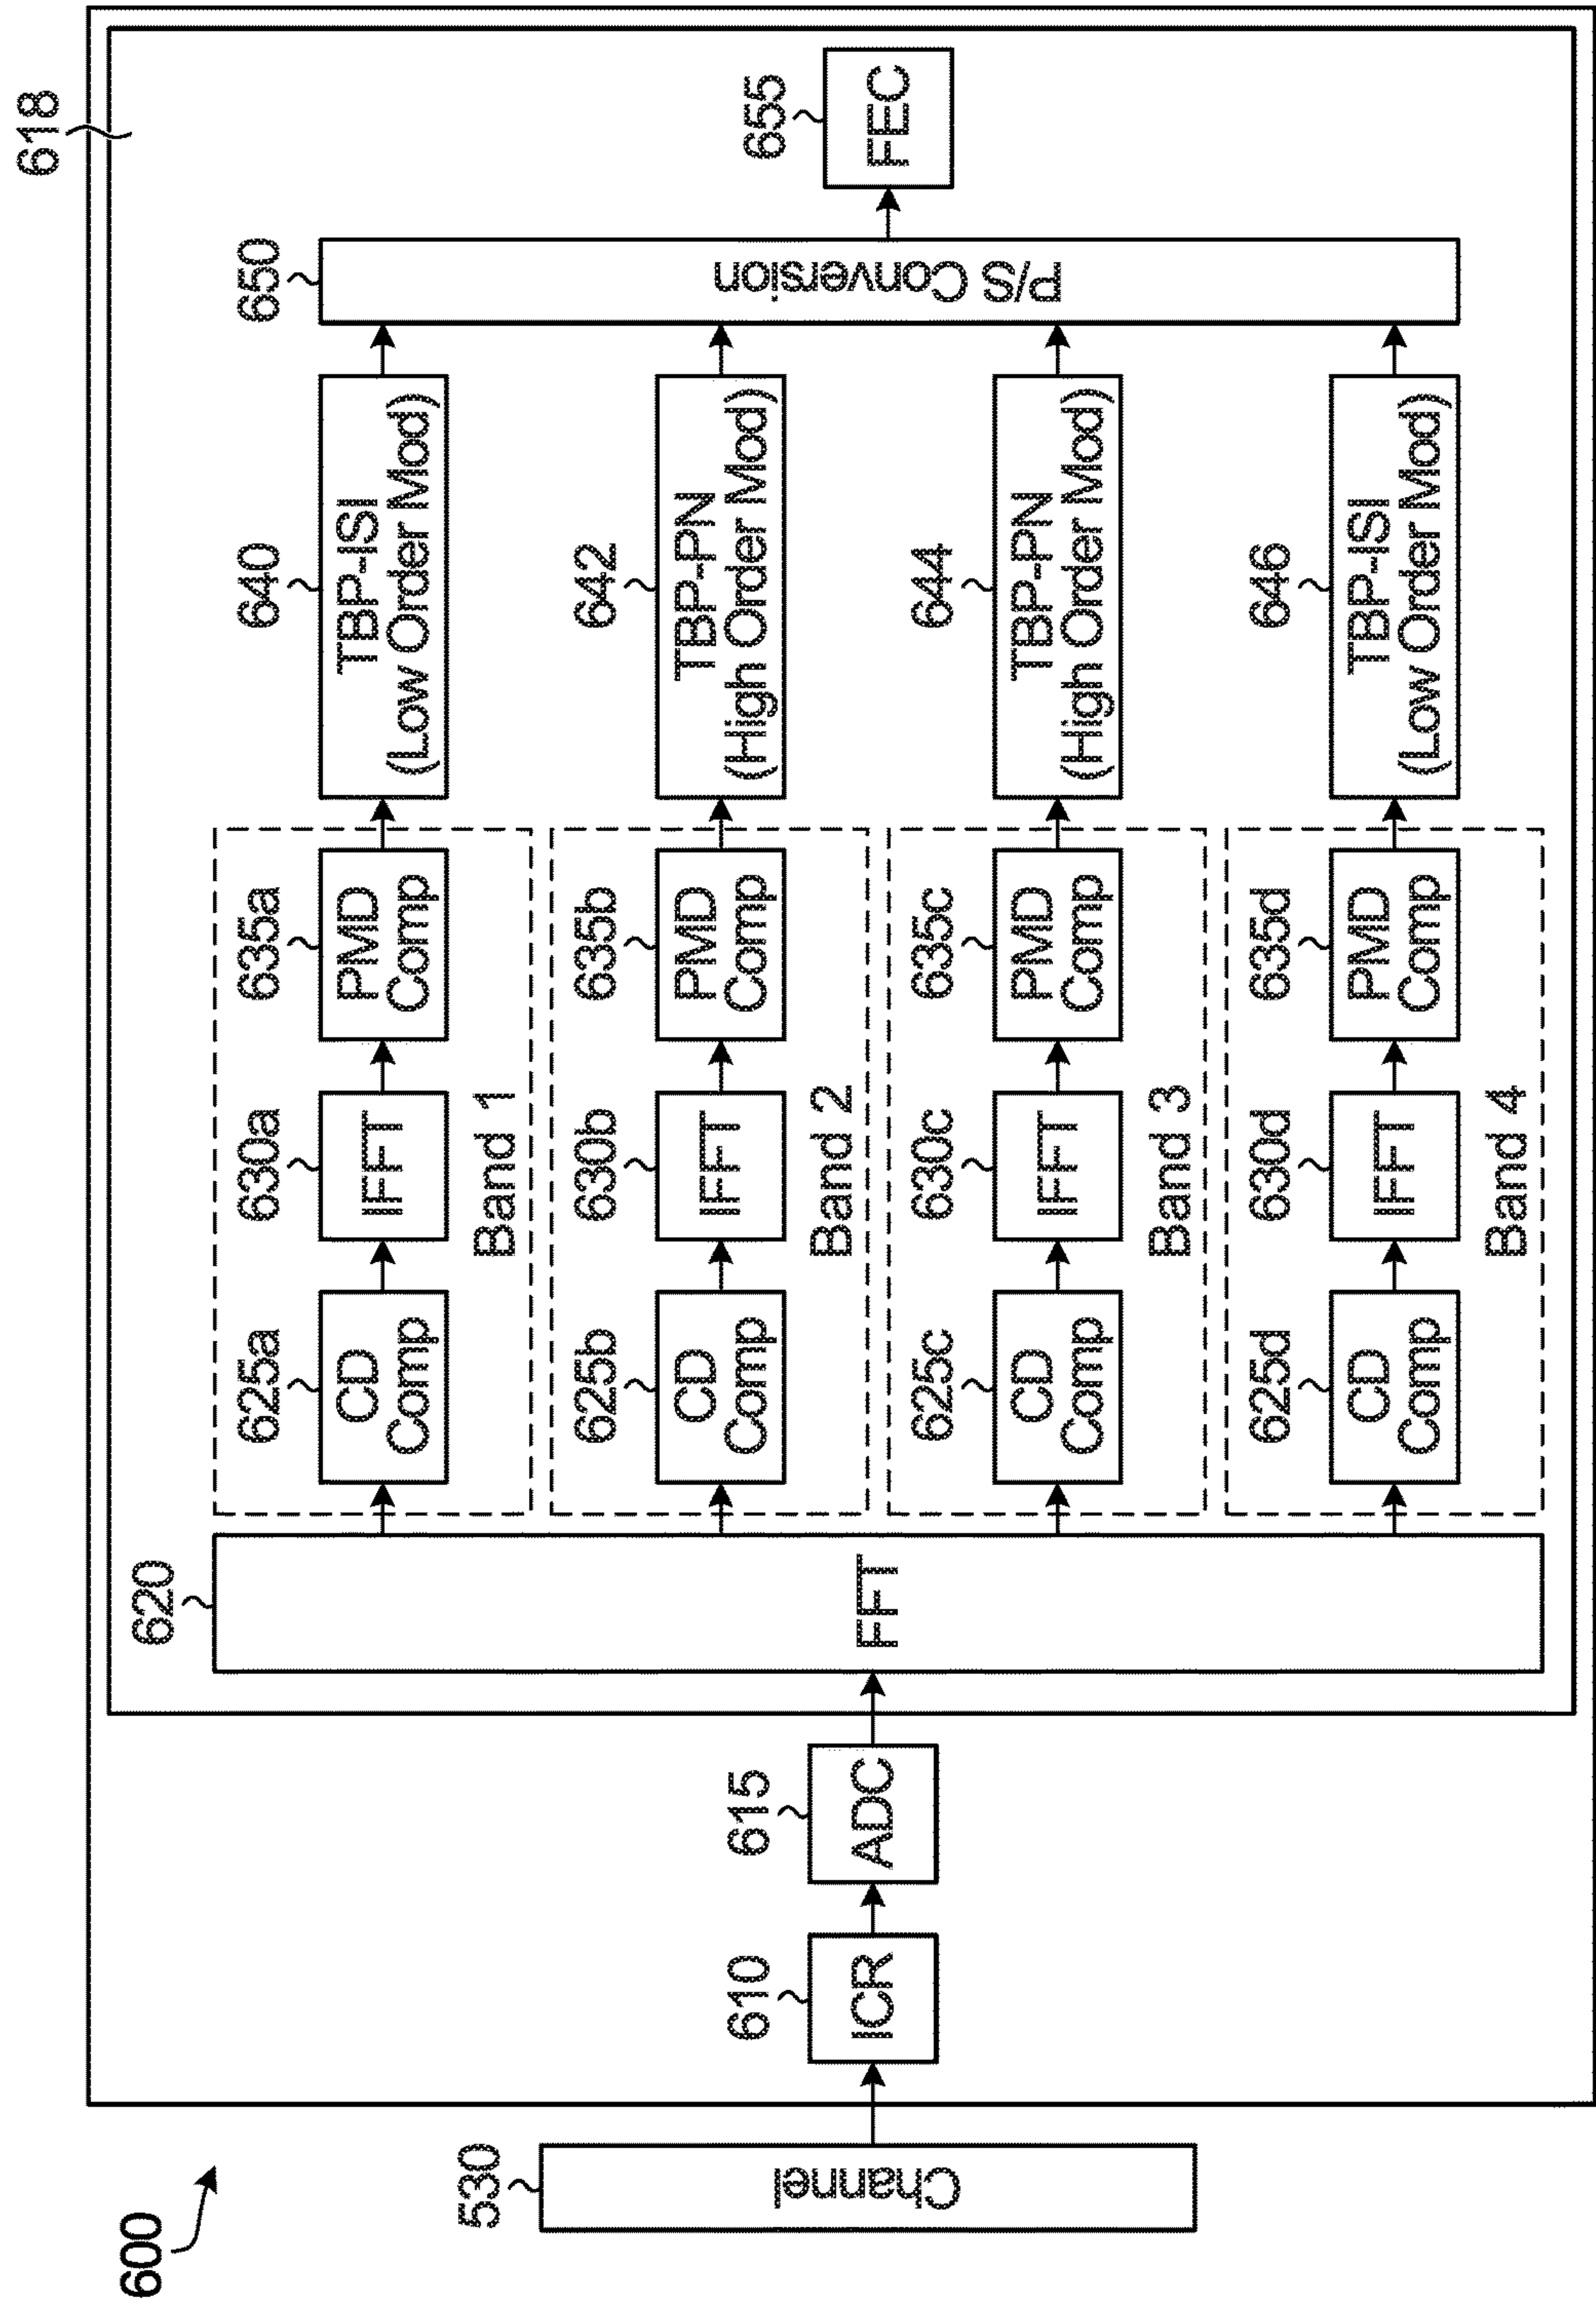 600
530
Channel
610
ICR
615
ADC
618
620
FFT
625a
CD
Comp
630a
IFFT
635a
PMD
Comp
Band 1
640
TBP-ISI
(Low Order Mod)
625b
CD
Comp
630b
IFFT
635b
PMD
Comp
Band 2
642
TBP-PN
(High Order Mod)
625c
CD
Comp
630c
IFFT
635c
PMD
Comp
Band 3
644
TBP-PN
(High Order Mod)
625d
CD
Comp
630d
IFFT
635d
PMD
Comp
Band 4
646
TBP-ISI
(Low Order Mod)
650
P/S Conversion
655
FEC